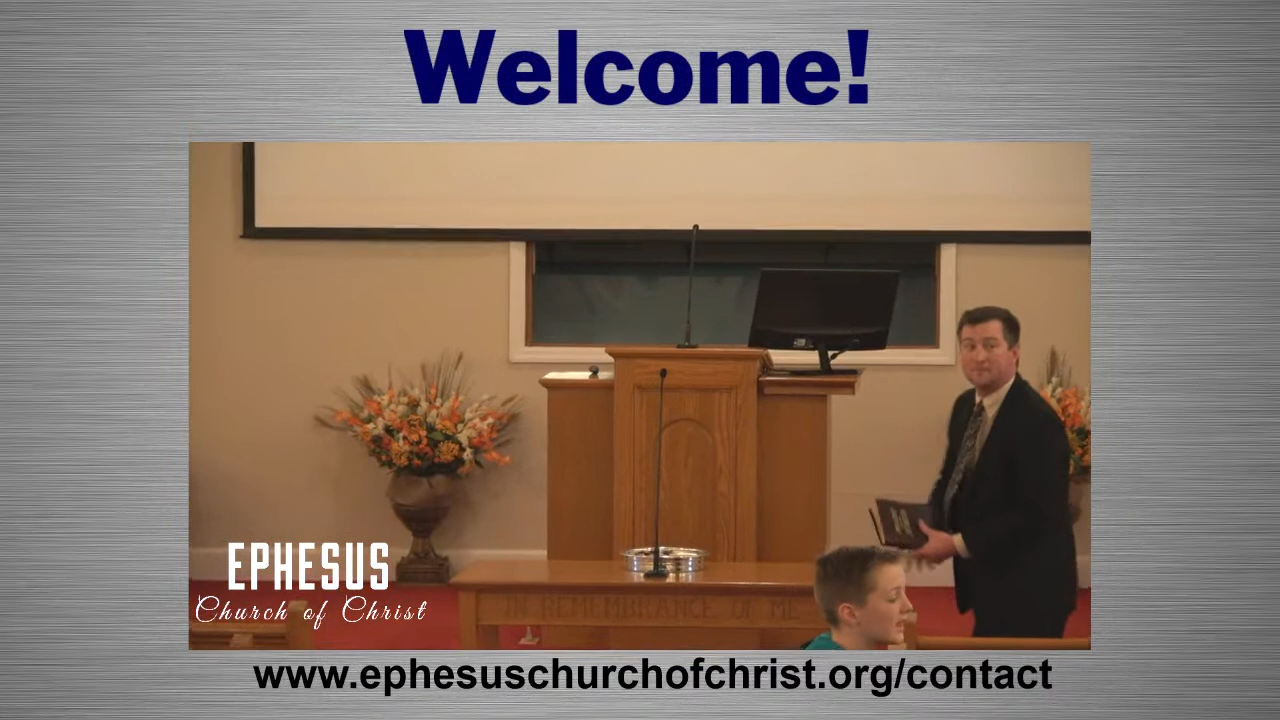 Welcome!
EPHESUS
Church of Christ
IN REMEMBRANCE OF ME
www.ephesuschurchofchrist.org/contact